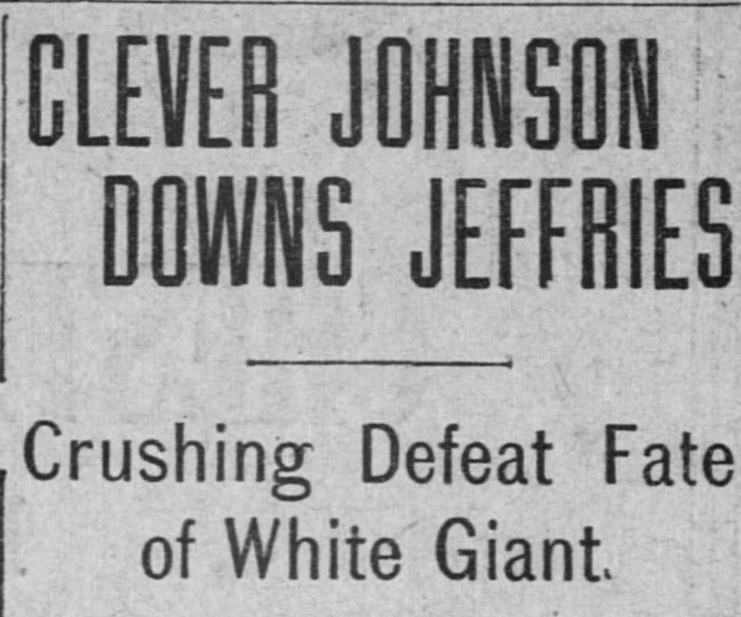 CLEVER JOHNSON
DOWNS JEFFRIES
Crushing Defeat Fate
of White Giant.